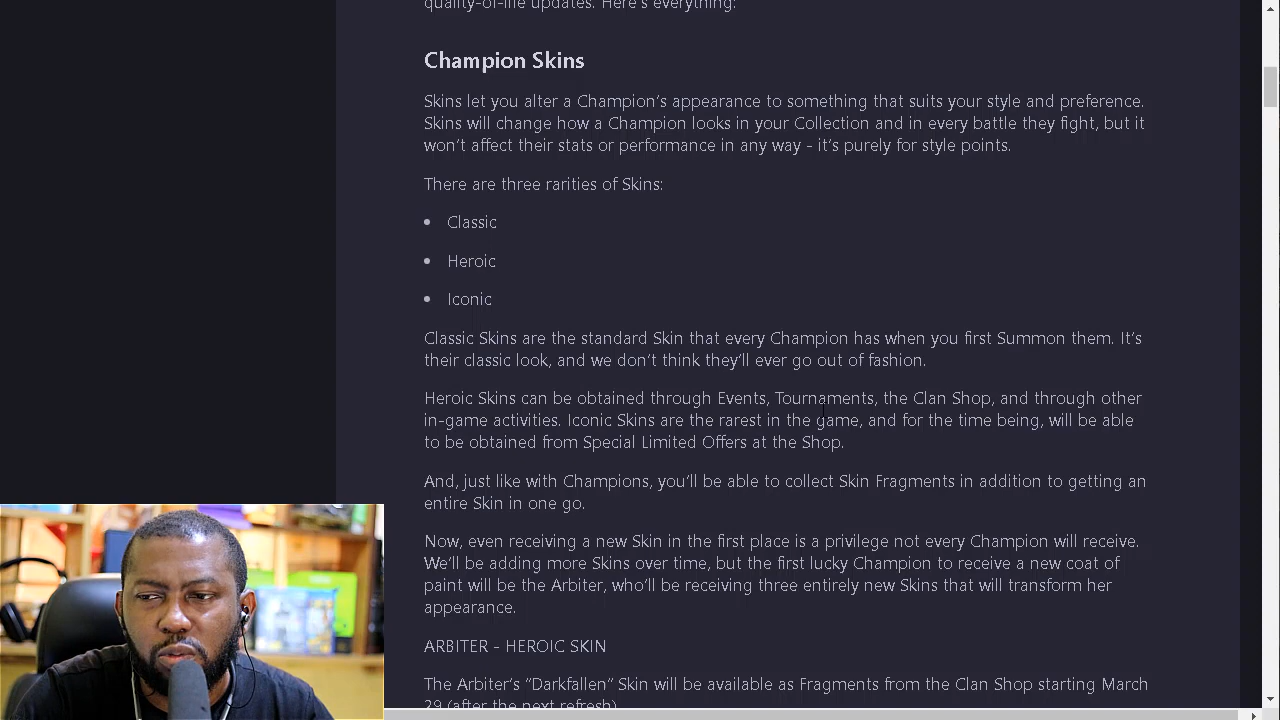 quality-of-life updates. Here's everything:
Champion Skins
Skins let you alter a Champion's appearance to something that suits your style and preference.
Skins will change how a Champion looks in your Collection and in every battle they fight, but it
won't affect their stats or performance in any way - it's purely for style points.
There are three rarities of Skins:
• Classic
• Heroic
• Iconic
Classic Skins are the standard Skin that every Champion has when you first Summon them. It's
their classic look, and we don't think they'll ever go out of fashion.
Heroic Skins can be obtained through Events, Tournaments, the Clan Shop, and through other
in-game activities. Iconic Skins are the rarest in the game, and for the time being, will be able
to be obtained from Special Limited Offers at the Shop.
And, just like with Champions, you'll be able to collect Skin Fragments in addition to getting an
entire Skin in one go.
Now, even receiving a new Skin in the first place is a privilege not every Champion will receive.
We'll be adding more Skins over time, but the first lucky Champion to receive a new coat of
paint will be the Arbiter, who'll be receiving three entirely new Skins that will transform her
appearance.
ARBITER - HEROIC SKIN
The Arbiter's "Darkfallen" Skin will be available as Fragments from the Clan Shop starting March
29 (after the next refresh)